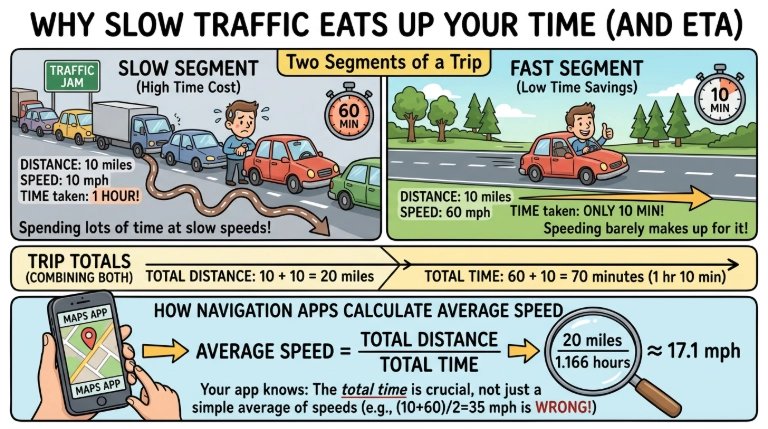 WHY SLOW TRAFFIC EATS UP YOUR TIME (AND ETA)
Two Segments of a Trip
TRAFFIC
JAM
SLOW SEGMENT
(High Time Cost)
60
MIN
DISTANCE: 10 miles
SPEED: 10 mph
TIME taken: 1 HOUR!
Spending lots of time at slow speeds!
FAST SEGMENT
(Low Time Savings)
10
MIN
DISTANCE: 10 miles
SPEED: 60 mph
TIME taken: ONLY 10 MIN!
Speeding barely makes up for it!
TRIP TOTALS
(COMBINING BOTH)
TOTAL DISTANCE: 10 + 10 = 20 miles
TOTAL TIME: 60 + 10 = 70 minutes (1 hr 10 min)
HOW NAVIGATION APPS CALCULATE AVERAGE SPEED
MAPS APP
MAPS APP
AVERAGE SPEED = TOTAL DISTANCE
TOTAL TIME
20 miles
1.166 hours
≈ 17.1 mph
Your app knows: The total time is crucial, not just a
simple average of speeds (e.g., (10+60)/2=35 mph is WRONG!)